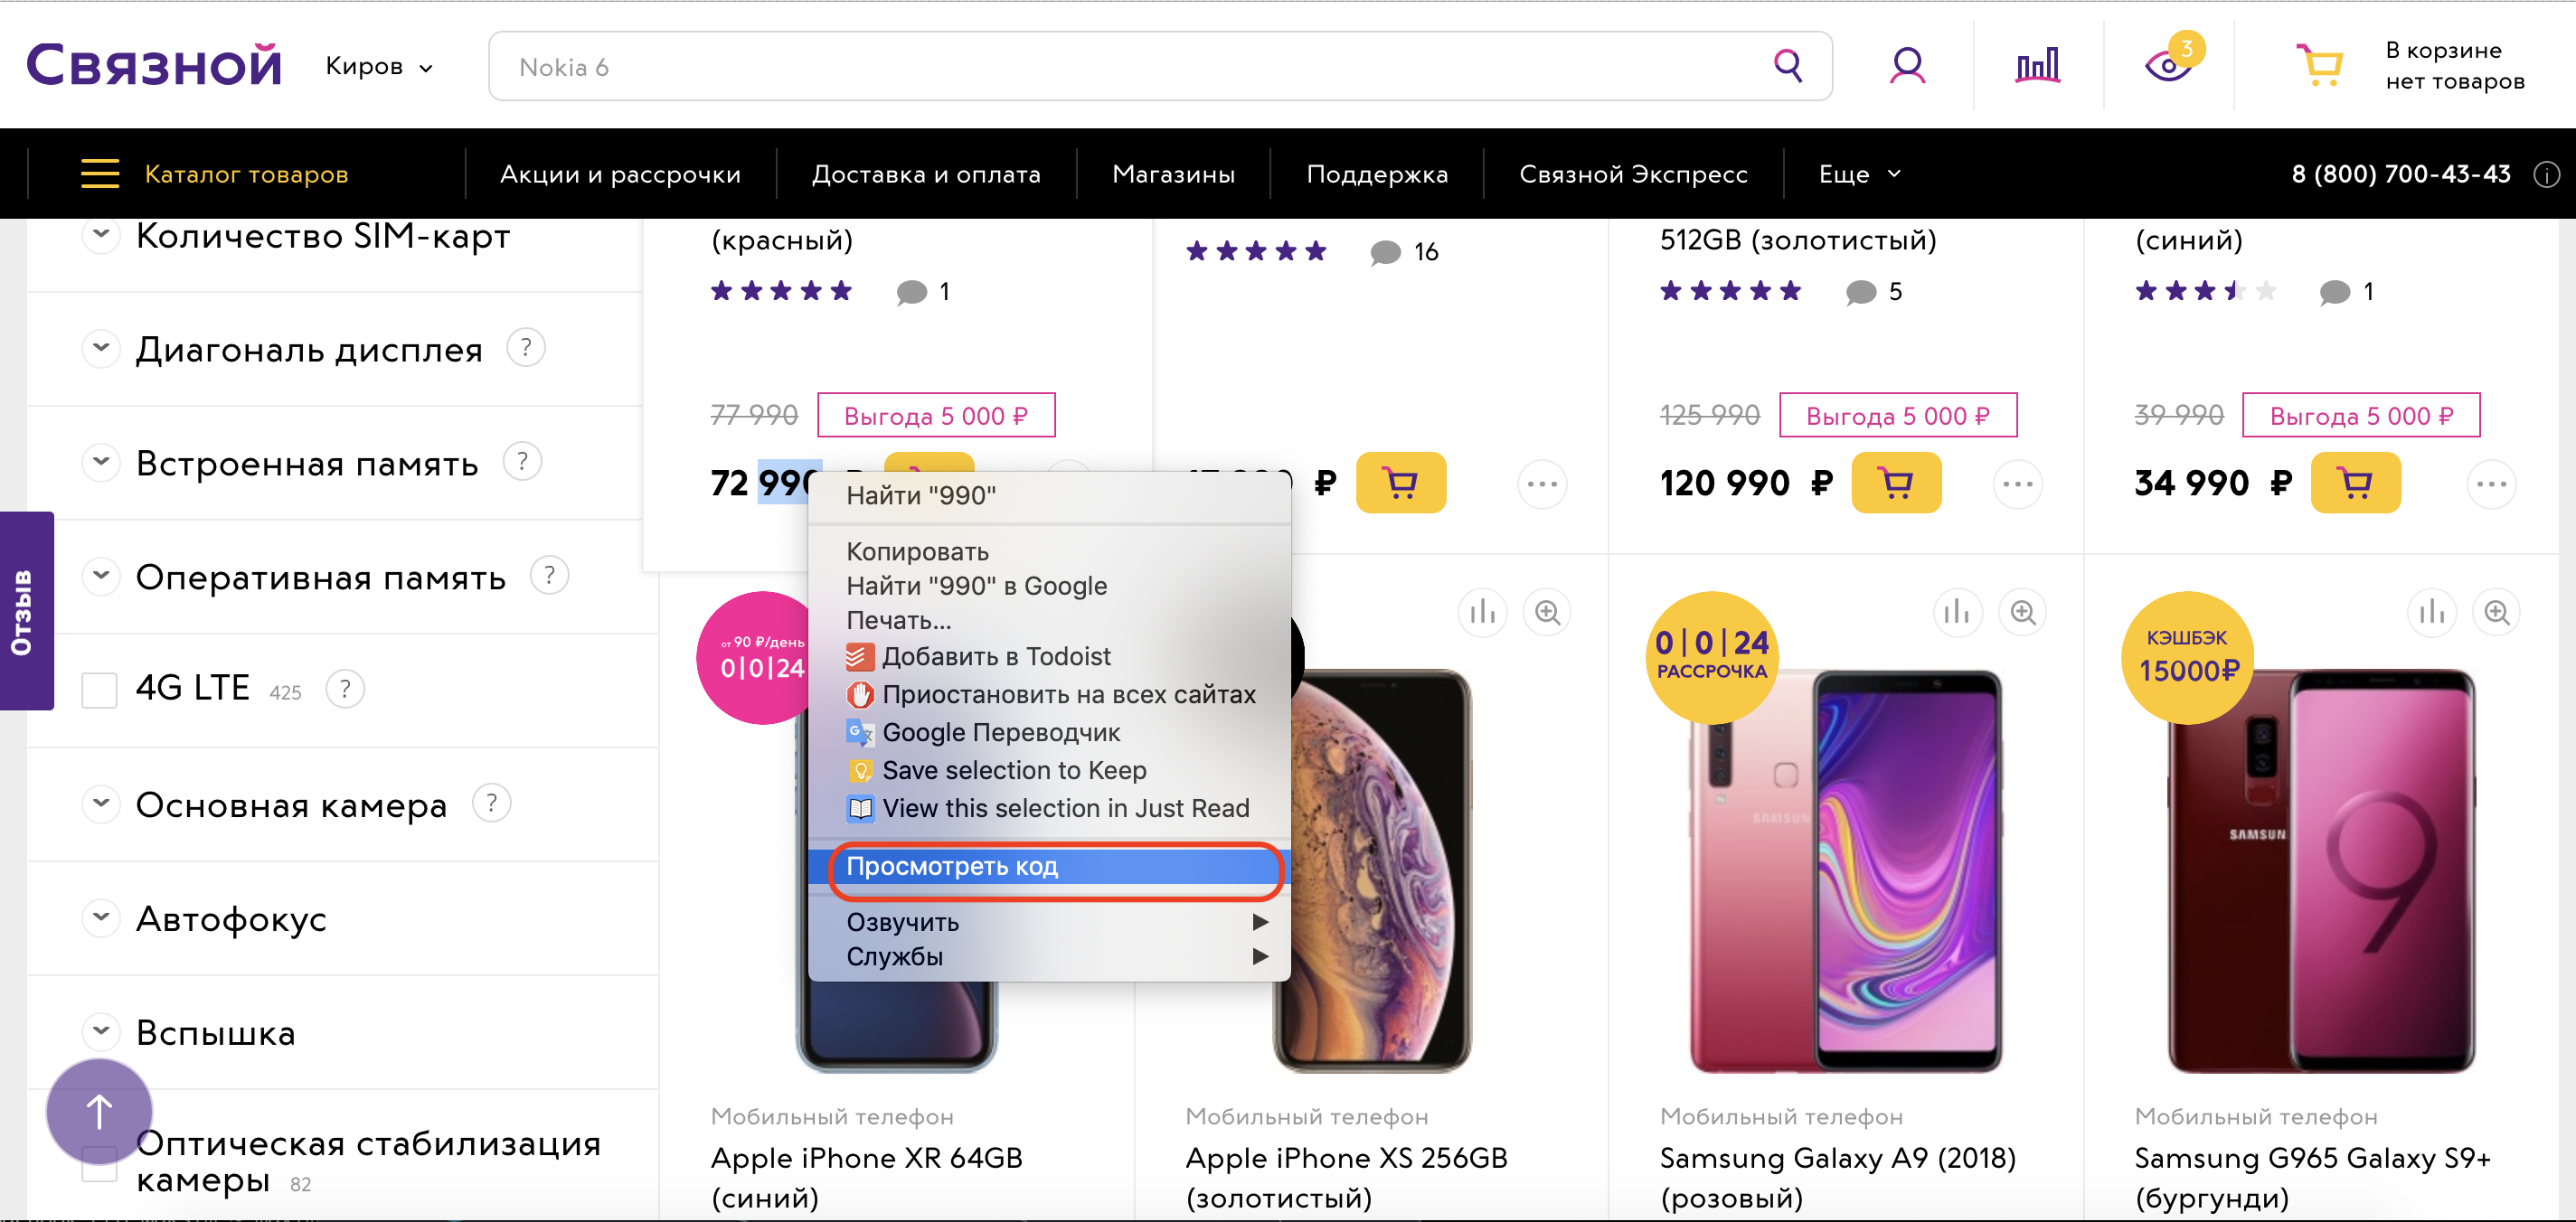 Связной
Киров
Nokia 6
3
В корзине
нет товаров
Каталог товаров
Акции и рассрочки
Доставка и оплата
Магазины
Поддержка
Связной Экспресс
Еще
8 (800) 700-43-43
Количество SIM-карт
Диагональ дисплея ?
Встроенная память ?
Оперативная память ?
4G LTE 425 ?
Основная камера ?
Автофокус
Вспышка
Оптическая стабилизация
камеры 82
Отзыв
(красный)
1
77 990 Выгода 5 000 ₽
72 990
16
₽
512GB (золотистый)
5
125 990 Выгода 5 000 ₽
120 990 ₽
(синий)
1
39 990 Выгода 5 000 ₽
34 990 ₽
Найти "990"
Копировать
Найти "990" в Google
Печать...
Добавить в Todoist
Приостановить на всех сайтах
Google Переводчик
Save selection to Keep
View this selection in Just Read
Просмотреть код
Озвучить
Службы
от 90 ₽/день
0|0|24
Мобильный телефон
Apple iPhone XR 64GB
(синий)
Мобильный телефон
Apple iPhone XS 256GB
(золотистый)
0|0|24
РАССРОЧКА
SAMSUNG
Мобильный телефон
Samsung Galaxy A9 (2018)
(розовый)
КЭШБЭК
15000₽
SAMSUN
9
Мобильный телефон
Samsung G965 Galaxy S9+
(бургунди)